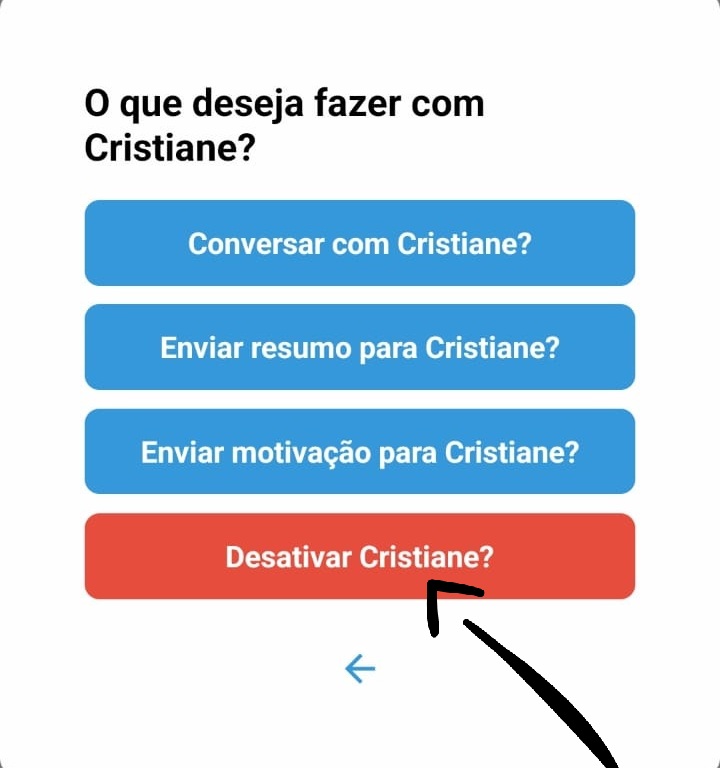 O que deseja fazer com
Cristiane?
Conversar com Cristiane?
Enviar resumo para Cristiane?
Enviar motivação para Cristiane?
Desativar Cristiane?